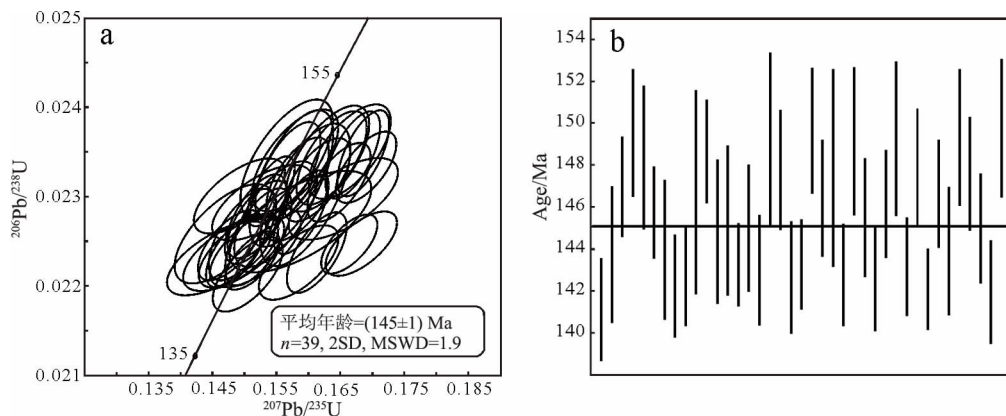 a
0.025
0.024
0.023
0.022
0.021
²⁰⁶Pb/²³⁸U
155
135
平均年龄=(145±1) Ma
n=39, 2SD, MSWD=1.9
0.135 0.145 0.155 0.165 0.175 0.185
²⁰⁷Pb/²³⁵U
b
154
152
150
148
146
144
142
140
Age/Ma